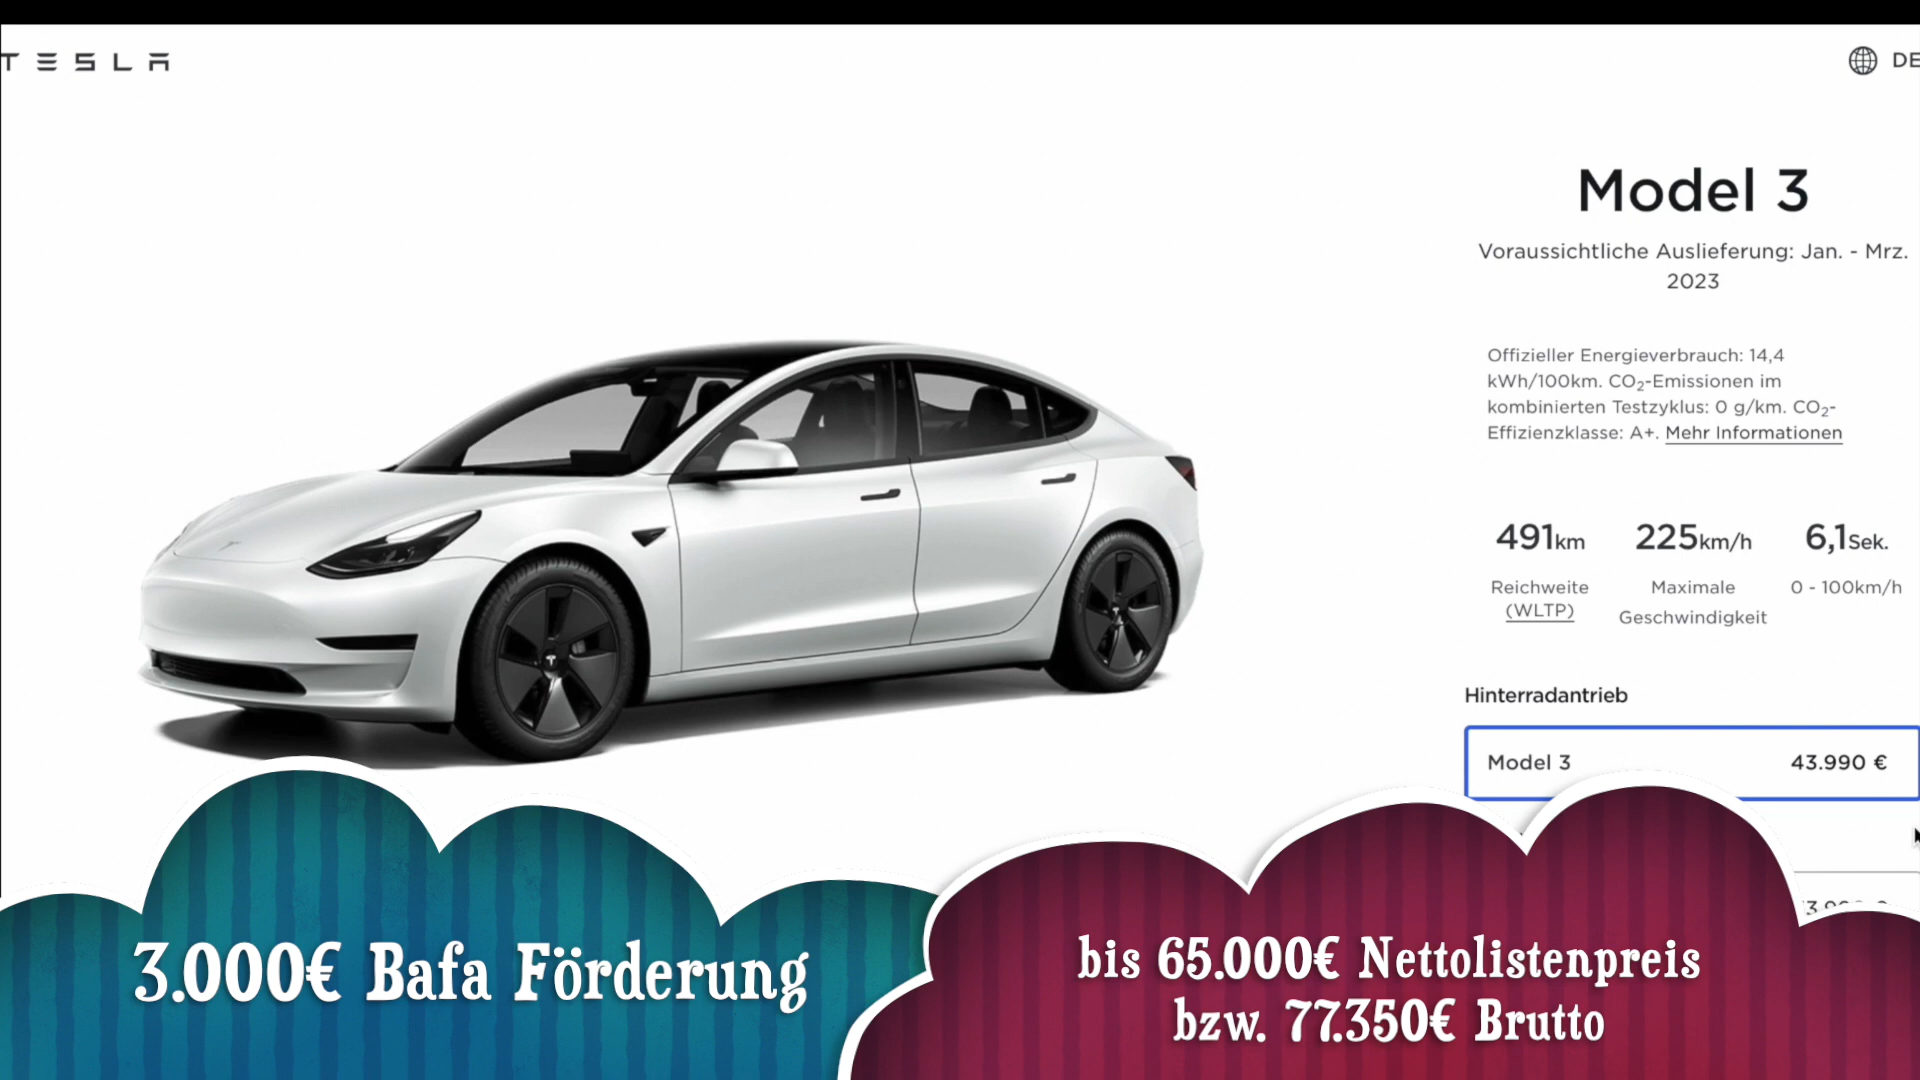 TESLA
DE
Model 3
Voraussichtliche Auslieferung: Jan. - Mrz.
2023
Offizieller Energieverbrauch: 14,4
kWh/100km. CO₂-Emissionen im
kombinierten Testzyklus: 0 g/km. CO₂-
Effizienzklasse: A+. Mehr Informationen
491km 225km/h 6,1Sek.
Reichweite Maximale 0 - 100km/h
(WLTP) Geschwindigkeit
Hinterradantrieb
Model 3 43.990 €
3.000€ Bafa Förderung
bis 65.000€ Nettolistenpreis
bzw. 77.350€ Brutto